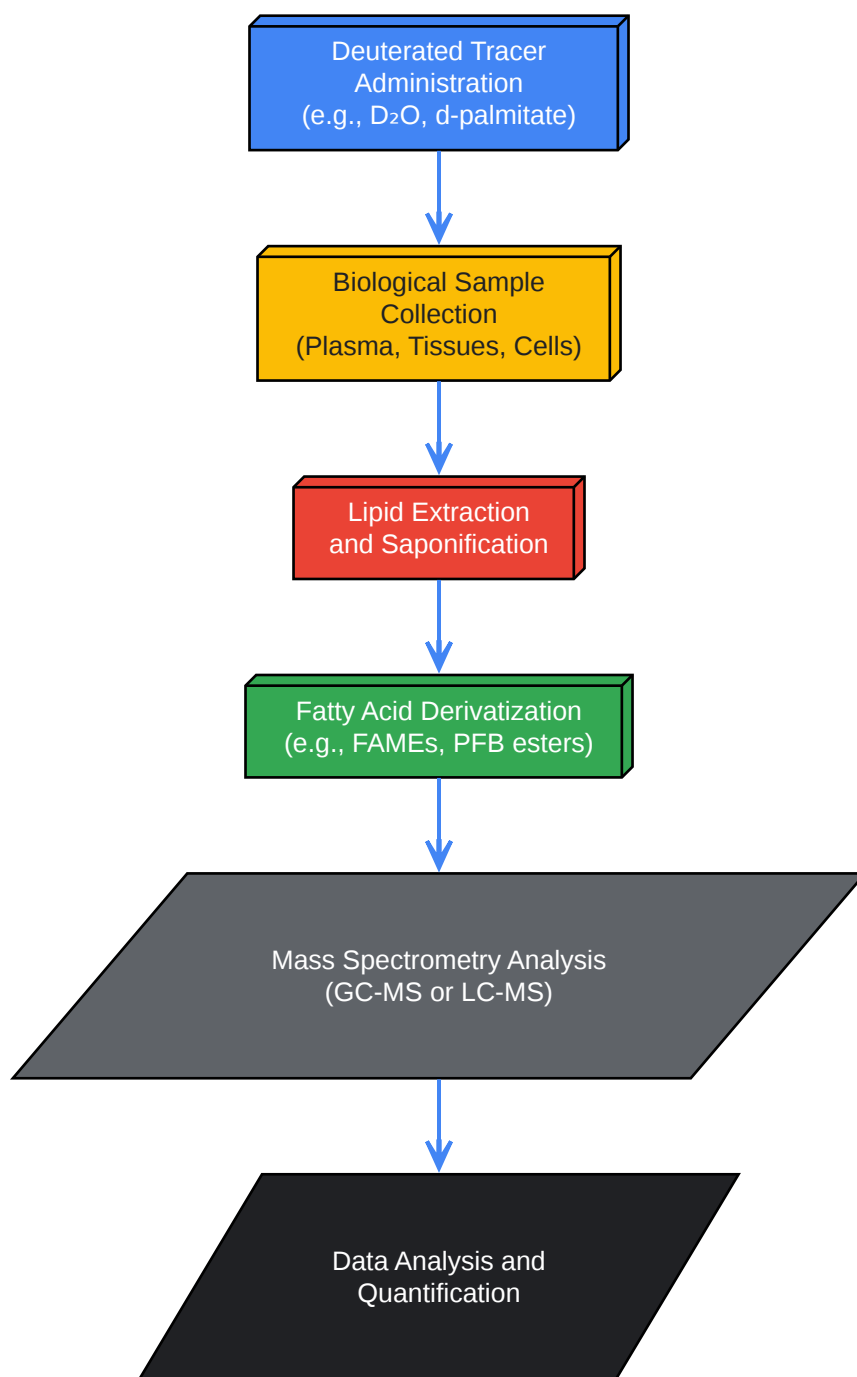 Deuterated Tracer
Administration
(e.g., D₂O, d-palmitate)
Biological Sample
Collection
(Plasma, Tissues, Cells)
Lipid Extraction
and Saponification
Fatty Acid Derivatization
(e.g., FAMEs, PFB esters)
Mass Spectrometry Analysis
(GC-MS or LC-MS)
Data Analysis and
Quantification